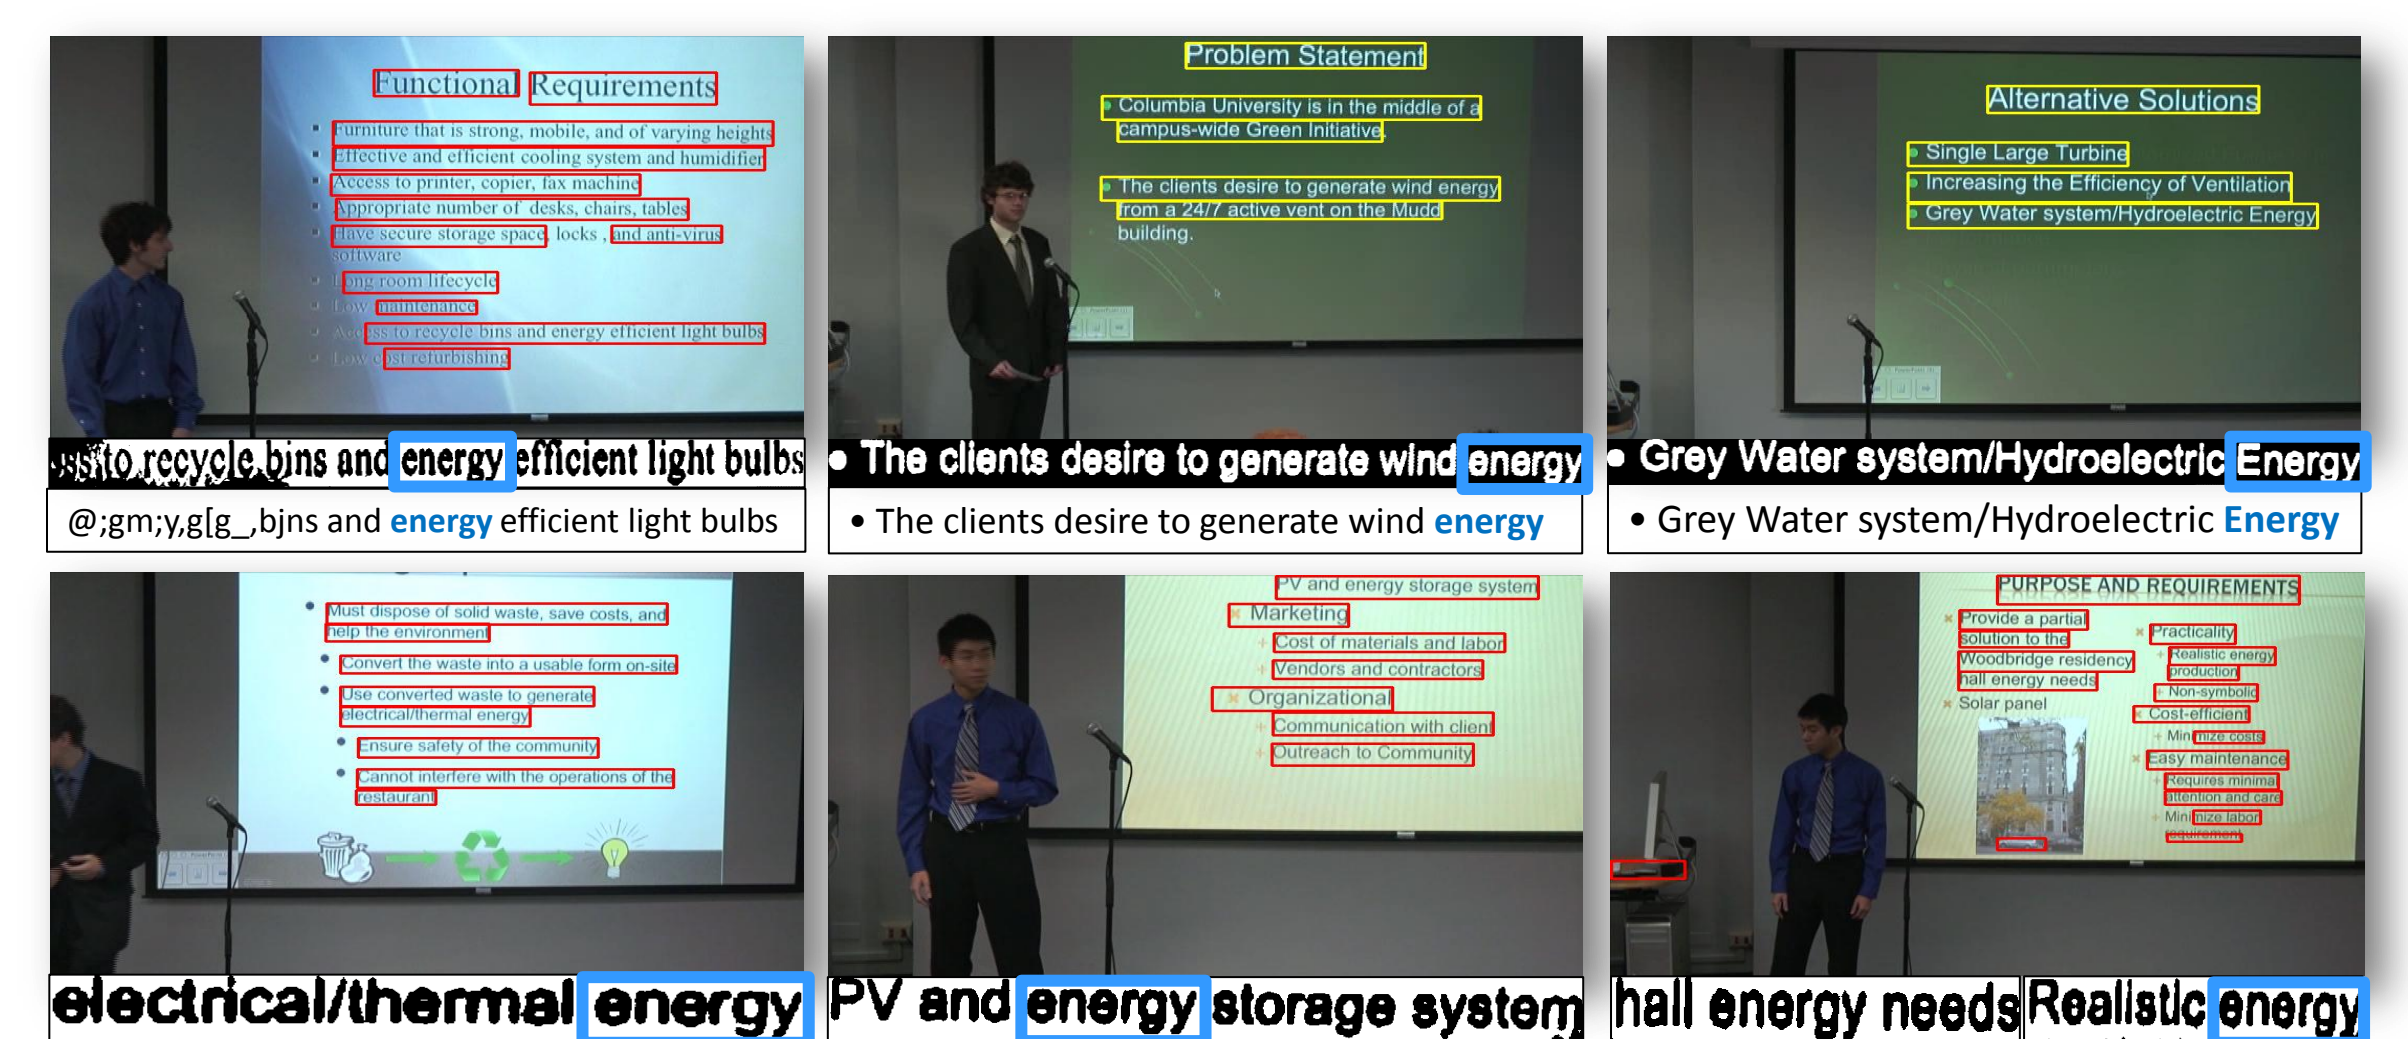 Functional Requirements
Furniture that is strong, mobile, and of varying heights
Effective and efficient cooling system and humidifier
Access to printer, copier, fax machine
Appropriate number of desks, chairs, tables
Have secure storage space, locks , and anti-virus
software
Long room lifecycle
Low maintenance
Access to recycle bins and energy efficient light bulbs
Low cost refurbishing
ss to recycle bjns and energy efficient light bulbs
@;gm;y,g[g_,bjns and energy efficient light bulbs
Problem Statement
• Columbia University is in the middle of a
campus-wide Green Initiative.
• The clients desire to generate wind energy
from a 24/7 active vent on the Mudd
building.
• The clients desire to generate wind energy
• The clients desire to generate wind energy
Alternative Solutions
• Single Large Turbine
• Increasing the Efficiency of Ventilation
• Grey Water system/Hydroelectric Energy
• Grey Water system/Hydroelectric Energy
• Grey Water system/Hydroelectric Energy
• Must dispose of solid waste, save costs, and
help the environment
• Convert the waste into a usable form on-site
• Use converted waste to generate
electrical/thermal energy
• Ensure safety of the community
• Cannot interfere with the operations of the
restaurant
electrical/thermal energy
PV and energy storage system
Marketing
+ Cost of materials and labor
+ Vendors and contractors
Organizational
+ Communication with client
+ Outreach to Community
PV and energy storage system
PURPOSE AND REQUIREMENTS
Provide a partial
solution to the
Woodbridge residency
hall energy needs
Solar panel
Practicality
+ Realistic energy
production
+ Non-symbolic
Cost-efficient
+ Minimize costs
Easy maintenance
+ Requires minimal
attention and care
+ Minimize labor
requirement
hall energy needs
Realistic energy